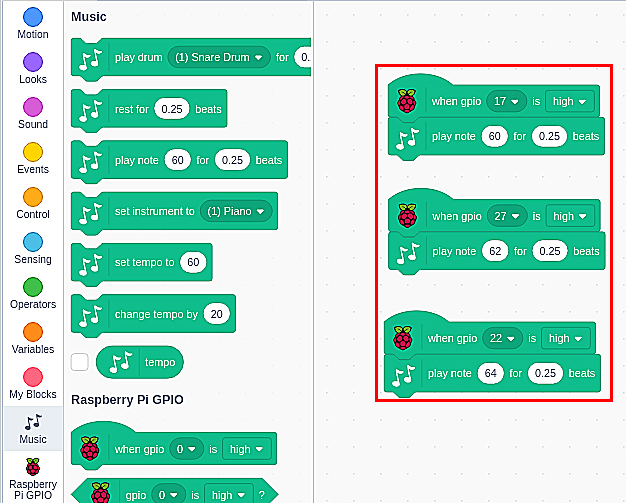 Motion
Looks
Sound
Events
Control
Sensing
Operators
Variables
My Blocks
Music
Raspberry
Pi GPIO
Music
play drum (1) Snare Drum for 0.
rest for 0.25 beats
play note 60 for 0.25 beats
set instrument to (1) Piano
set tempo to 60
change tempo by 20
tempo
Raspberry Pi GPIO
when gpio 0 is high
gpio 0 is high ?
when gpio 17 is high
play note 60 for 0.25 beats
when gpio 27 is high
play note 62 for 0.25 beats
when gpio 22 is high
play note 64 for 0.25 beats